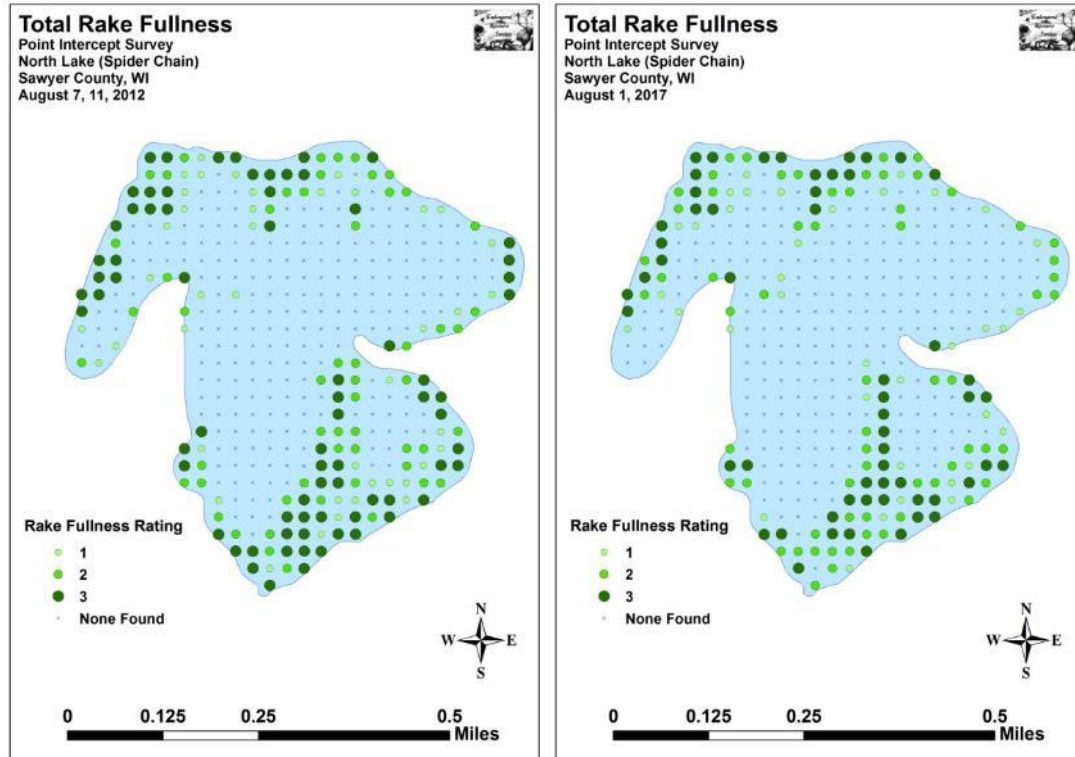 Total Rake Fullness
Point Intercept Survey
North Lake (Spider Chain)
Sawyer County, WI
August 7, 11, 2012
Rake Fullness Rating
1
2
3
None Found
N
W E
S
0 0.125 0.25 0.5
Miles
Total Rake Fullness
Point Intercept Survey
North Lake (Spider Chain)
Sawyer County, WI
August 1, 2017
Rake Fullness Rating
1
2
3
None Found
N
W E
S
0 0.125 0.25 0.5
Miles